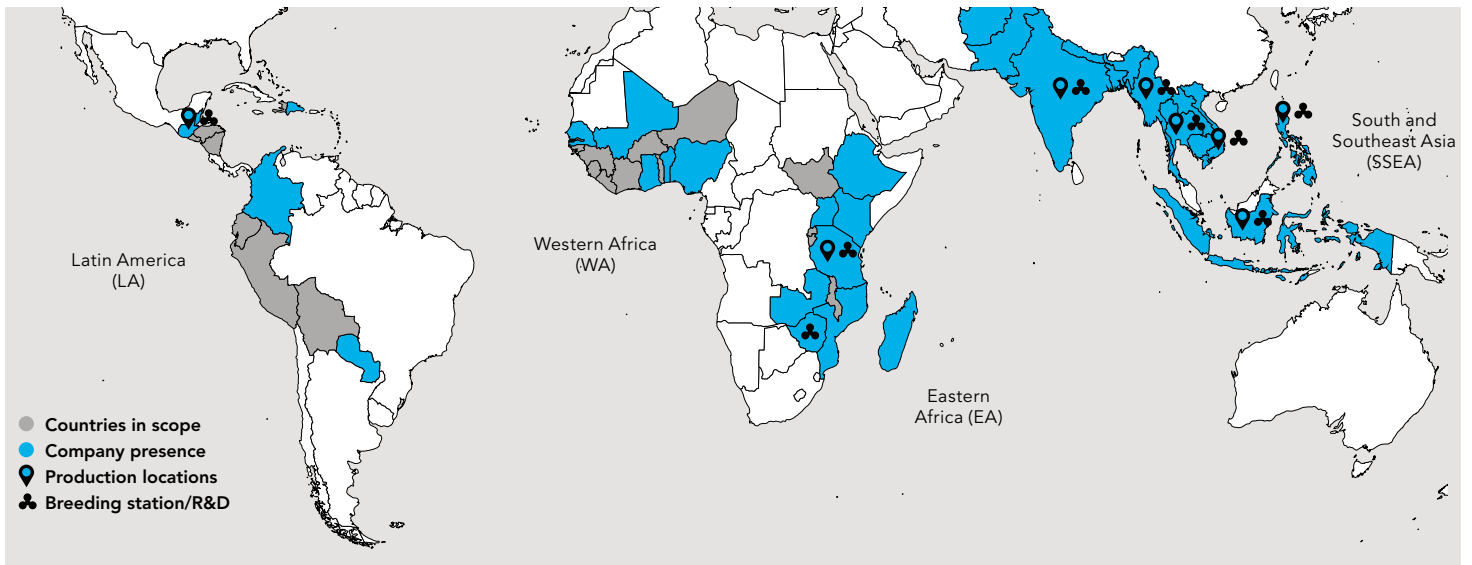 South and
Southeast Asia
(SSEA)
Western Africa
(WA)
Latin America
(LA)
Eastern
Africa (EA)
Countries in scope
Company presence
Production locations
Breeding station/R&D